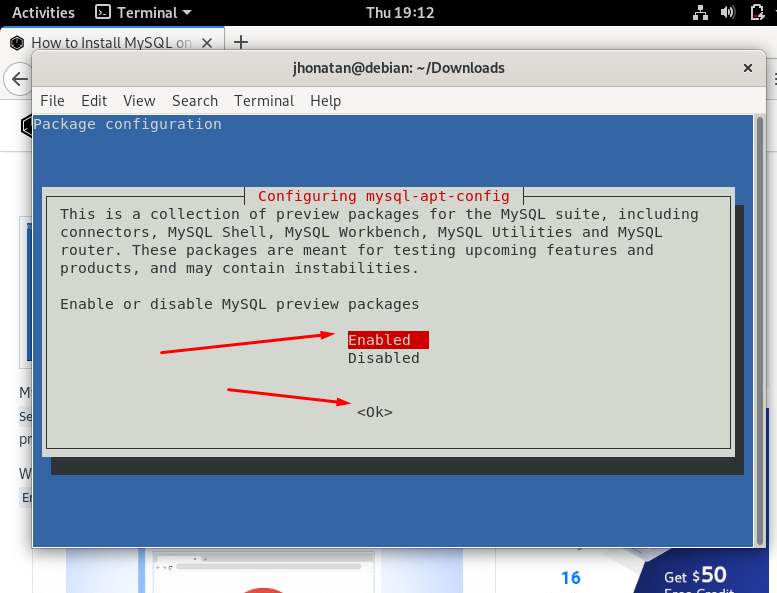 Activities
Terminal
Thu 19:12
How to Install MySQL on
jhonatan@debian: ~/Downloads
File Edit View Search Terminal Help
Package configuration
Configuring mysql-apt-config
This is a collection of preview packages for the MySQL suite, including
connectors, MySQL Shell, MySQL Workbench, MySQL Utilities and MySQL
router. These packages are meant for testing upcoming features and
products, and may contain instabilities.
Enable or disable MySQL preview packages
Enabled
Disabled
<Ok>
16
Get $50
Free Credit